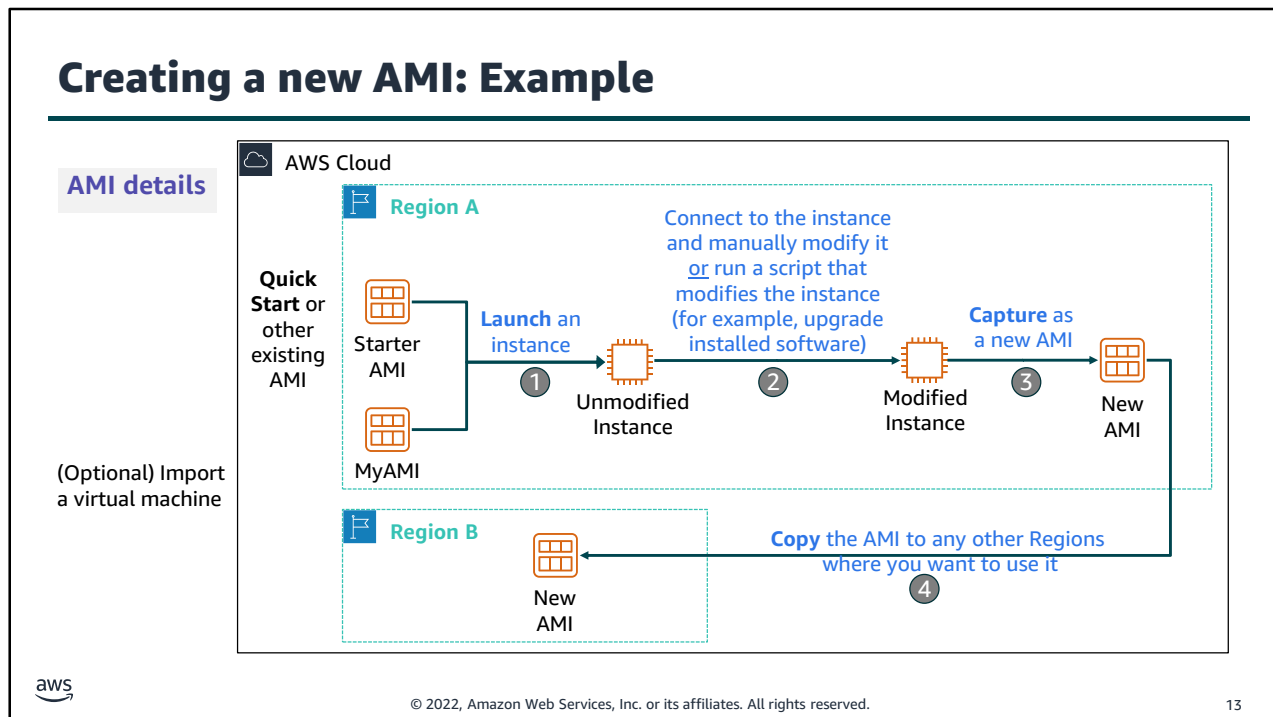 Creating a new AMI: Example
AMI details
AWS Cloud
Region A
Quick
Start or
other
existing
AMI
Starter
AMI
MyAMI
(Optional) Import
a virtual machine
Launch an
instance
1
Unmodified
Instance
Connect to the instance
and manually modify it
or run a script that
modifies the instance
(for example, upgrade
installed software)
2
Modified
Instance
Capture as
a new AMI
3
New
AMI
Region B
New
AMI
Copy the AMI to any other Regions
where you want to use it
4
aws
© 2022, Amazon Web Services, Inc. or its affiliates. All rights reserved.
13